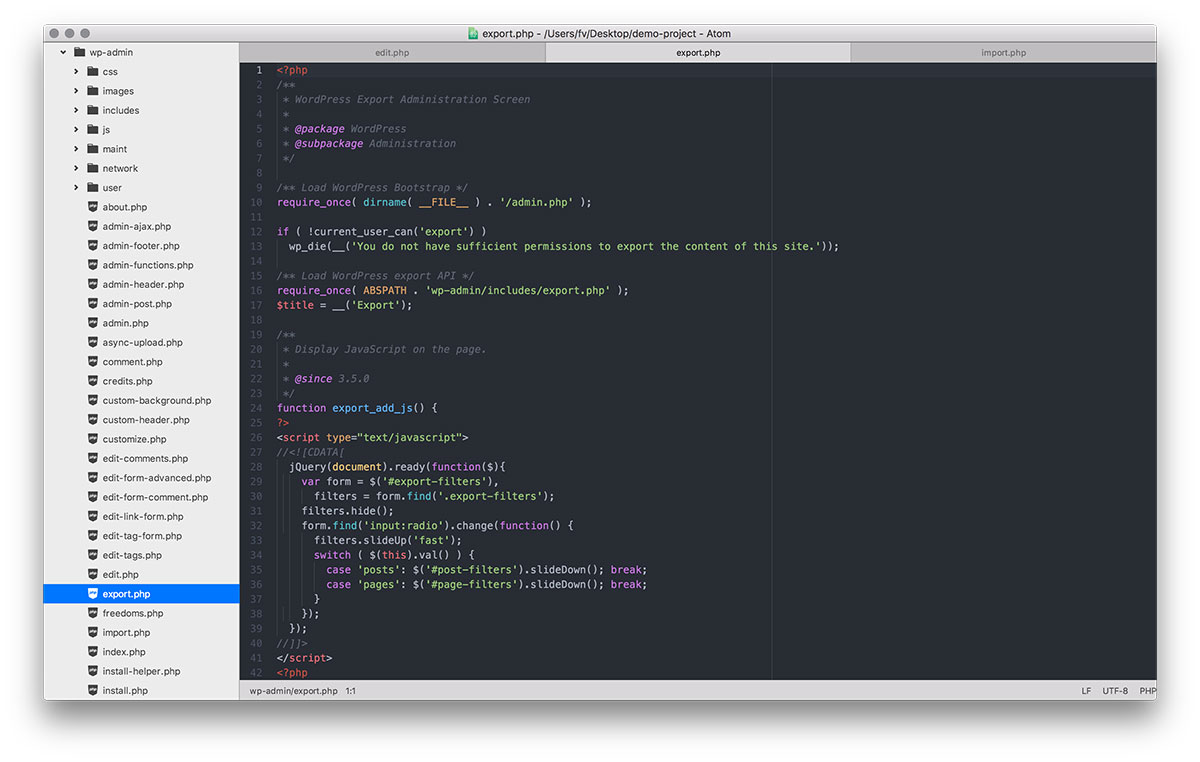 export.php - /Users/fv/Desktop/demo-project - Atom
wp-admin
css
images
includes
js
maint
network
user
about.php
admin-ajax.php
admin-footer.php
admin-functions.php
admin-header.php
admin-post.php
admin.php
async-upload.php
comment.php
credits.php
custom-background.php
custom-header.php
customize.php
edit-comments.php
edit-form-advanced.php
edit-form-comment.php
edit-link-form.php
edit-tag-form.php
edit-tags.php
edit.php
export.php
freedoms.php
import.php
index.php
install-helper.php
install.php
edit.php export.php import.php
1 <?php
2 /**
3  * WordPress Export Administration Screen
4  *
5  * @package WordPress
6  * @subpackage Administration
7  */
8
9 /** Load WordPress Bootstrap */
10 require_once( dirname( __FILE__ ) . '/admin.php' );
11
12 if ( !current_user_can('export') )
13   wp_die(__('You do not have sufficient permissions to export the content of this site.'));
14
15 /** Load WordPress export API */
16 require_once( ABSPATH . 'wp-admin/includes/export.php' );
17 $title = __('Export');
18
19 /**
20  * Display JavaScript on the page.
21  *
22  * @since 3.5.0
23  */
24 function export_add_js() {
25 ?>
26 <script type="text/javascript">
27 //<![CDATA[
28   jQuery(document).ready(function($){
29     var form = $('#export-filters'),
30       filters = form.find('.export-filters');
31     filters.hide();
32     form.find('input:radio').change(function() {
33       filters.slideUp('fast');
34       switch ( $(this).val() ) {
35         case 'posts': $('#post-filters').slideDown(); break;
36         case 'pages': $('#page-filters').slideDown(); break;
37       }
38     });
39   });
40 //]]>
41 </script>
42 <?php
wp-admin/export.php 1:1 LF UTF-8 PHP